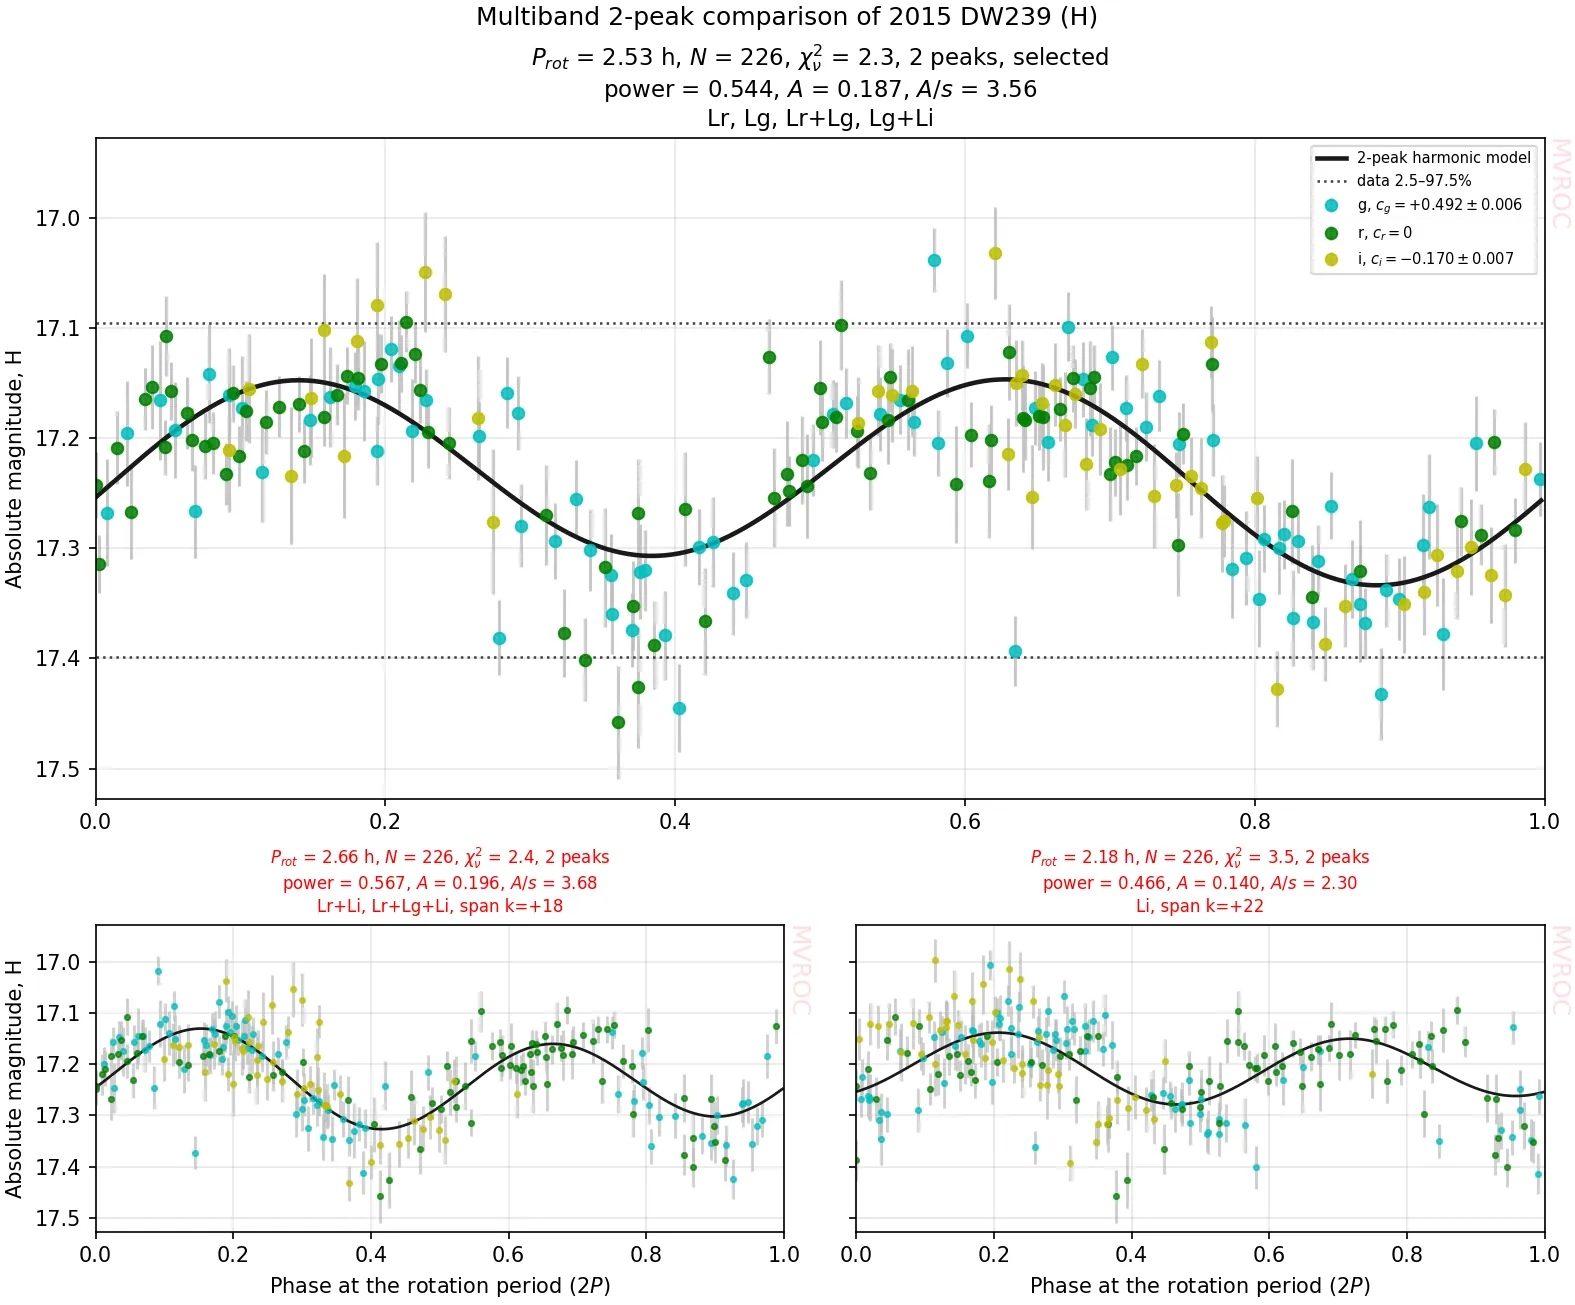 Multiband 2-peak comparison of 2015 DW239 (H)
P_rot = 2.53 h, N = 226, χ²_ν = 2.3, 2 peaks, selected
power = 0.544, A = 0.187, A/s = 3.56
Lr, Lg, Lr+Lg, Lg+Li
2-peak harmonic model
data 2.5–97.5%
g, c_g = +0.492 ± 0.006
r, c_r = 0
i, c_i = −0.170 ± 0.007
MVROC
Absolute magnitude, H
17.0
17.1
17.2
17.3
17.4
17.5
0.0 0.2 0.4 0.6 0.8 1.0
P_rot = 2.66 h, N = 226, χ²_ν = 2.4, 2 peaks
power = 0.567, A = 0.196, A/s = 3.68
Lr+Li, Lr+Lg+Li, span k=+18
MVROC
Absolute magnitude, H
17.0
17.1
17.2
17.3
17.4
17.5
0.0 0.2 0.4 0.6 0.8 1.0
Phase at the rotation period (2P)
P_rot = 2.18 h, N = 226, χ²_ν = 3.5, 2 peaks
power = 0.466, A = 0.140, A/s = 2.30
Li, span k=+22
MVROC
0.0 0.2 0.4 0.6 0.8 1.0
Phase at the rotation period (2P)